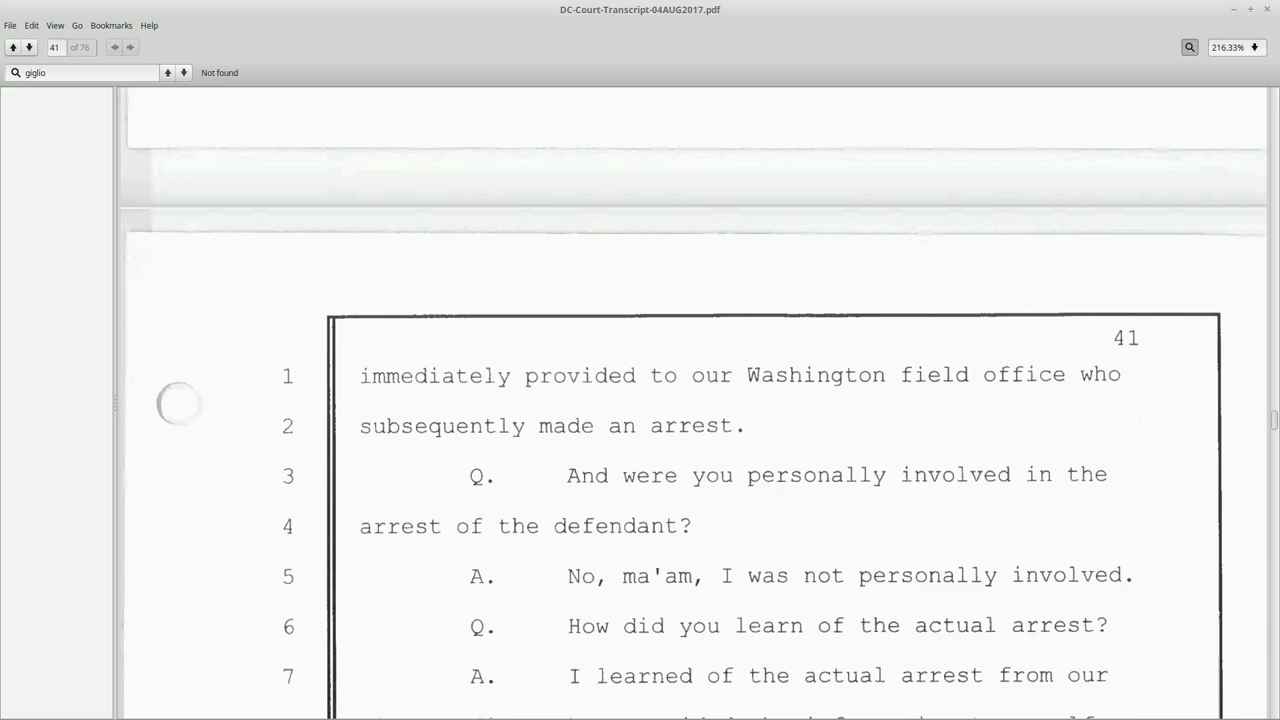 DC-Court-Transcript-04AUG2017.pdf
File Edit View Go Bookmarks Help
41 of 76
216.33%
giglio Not found
41
1 immediately provided to our Washington field office who
2 subsequently made an arrest.
3 Q. And were you personally involved in the
4 arrest of the defendant?
5 A. No, ma'am, I was not personally involved.
6 Q. How did you learn of the actual arrest?
7 A. I learned of the actual arrest from our